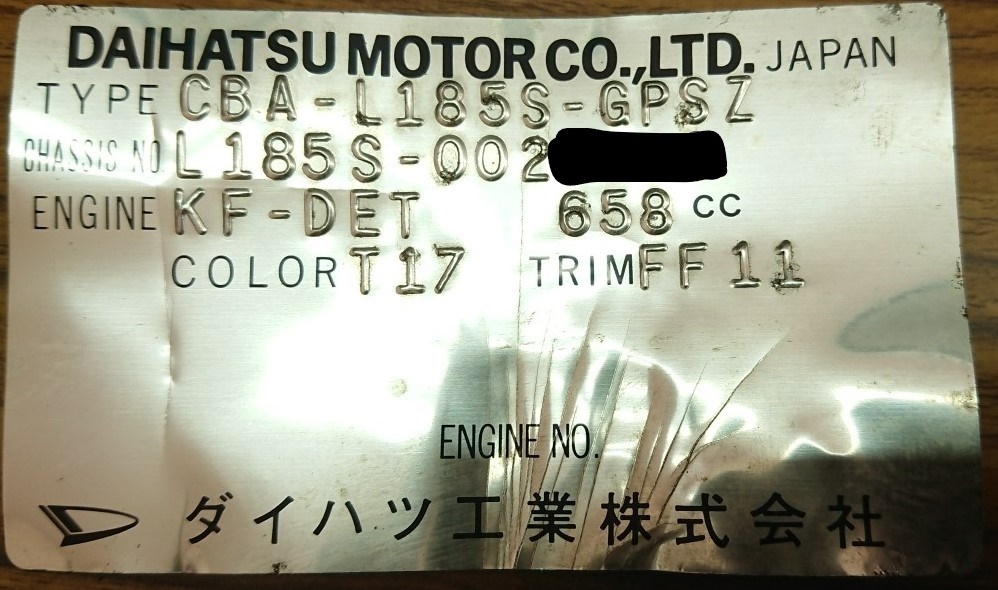 DAIHATSU MOTOR CO.,LTD. JAPAN
TYPE CBA-L185S-GPSZ
CHASSIS NO. L185S-002
ENGINE KF-DET 658 CC
COLOR T17 TRIM FF11
ENGINE NO.
ダイハツ工業株式会社